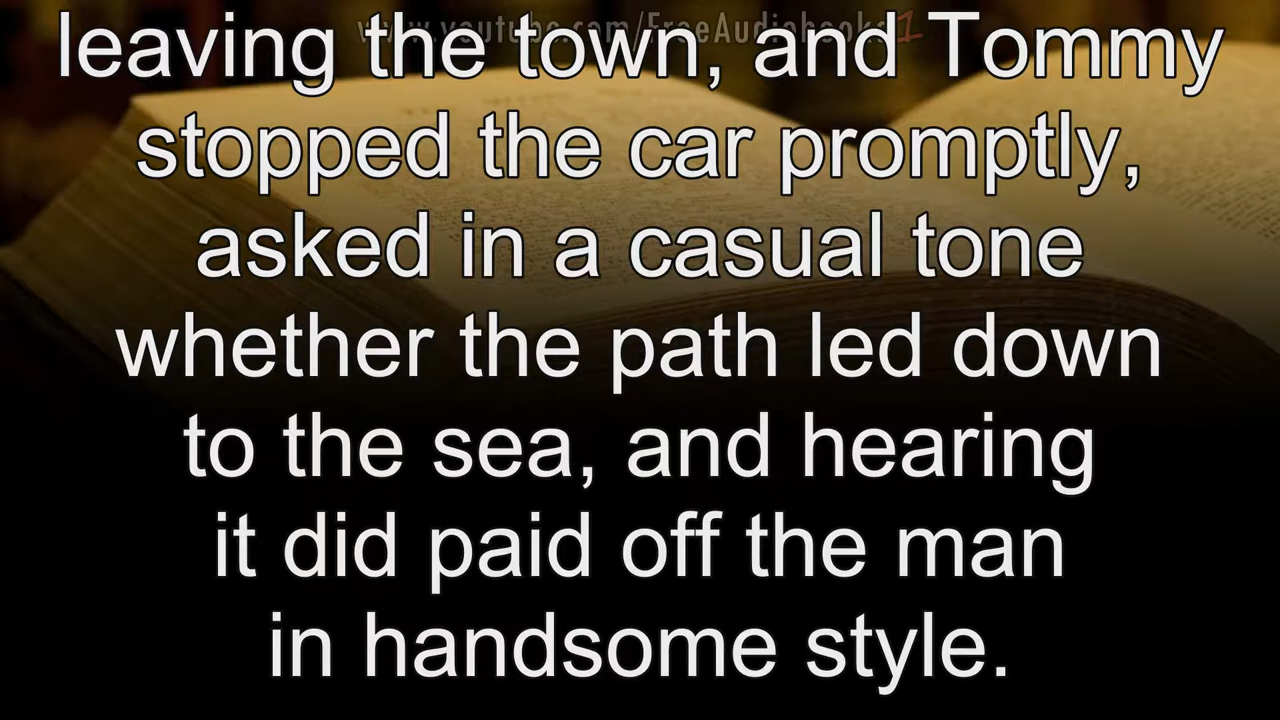 www.youtube.com/FreeAudiobooks1
leaving the town, and Tommy
stopped the car promptly,
asked in a casual tone
whether the path led down
to the sea, and hearing
it did paid off the man
in handsome style.